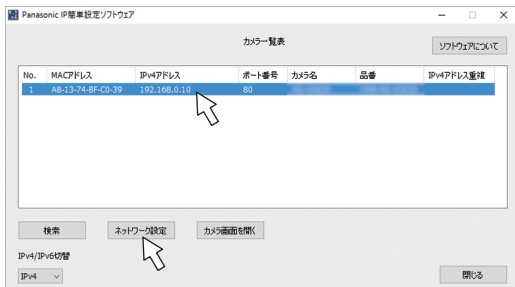 Panasonic IP簡単設定ソフトウェア
カメラ一覧表
ソフトウェアについて
No. MACアドレス IPv4アドレス ポート番号 カメラ名 品番 IPv4アドレス重複
1 A8-13-74-BF-C0-39 192.168.0.10 80
検索 ネットワーク設定 カメラ画面を開く
IPv4/IPv6切替
IPv4 閉じる